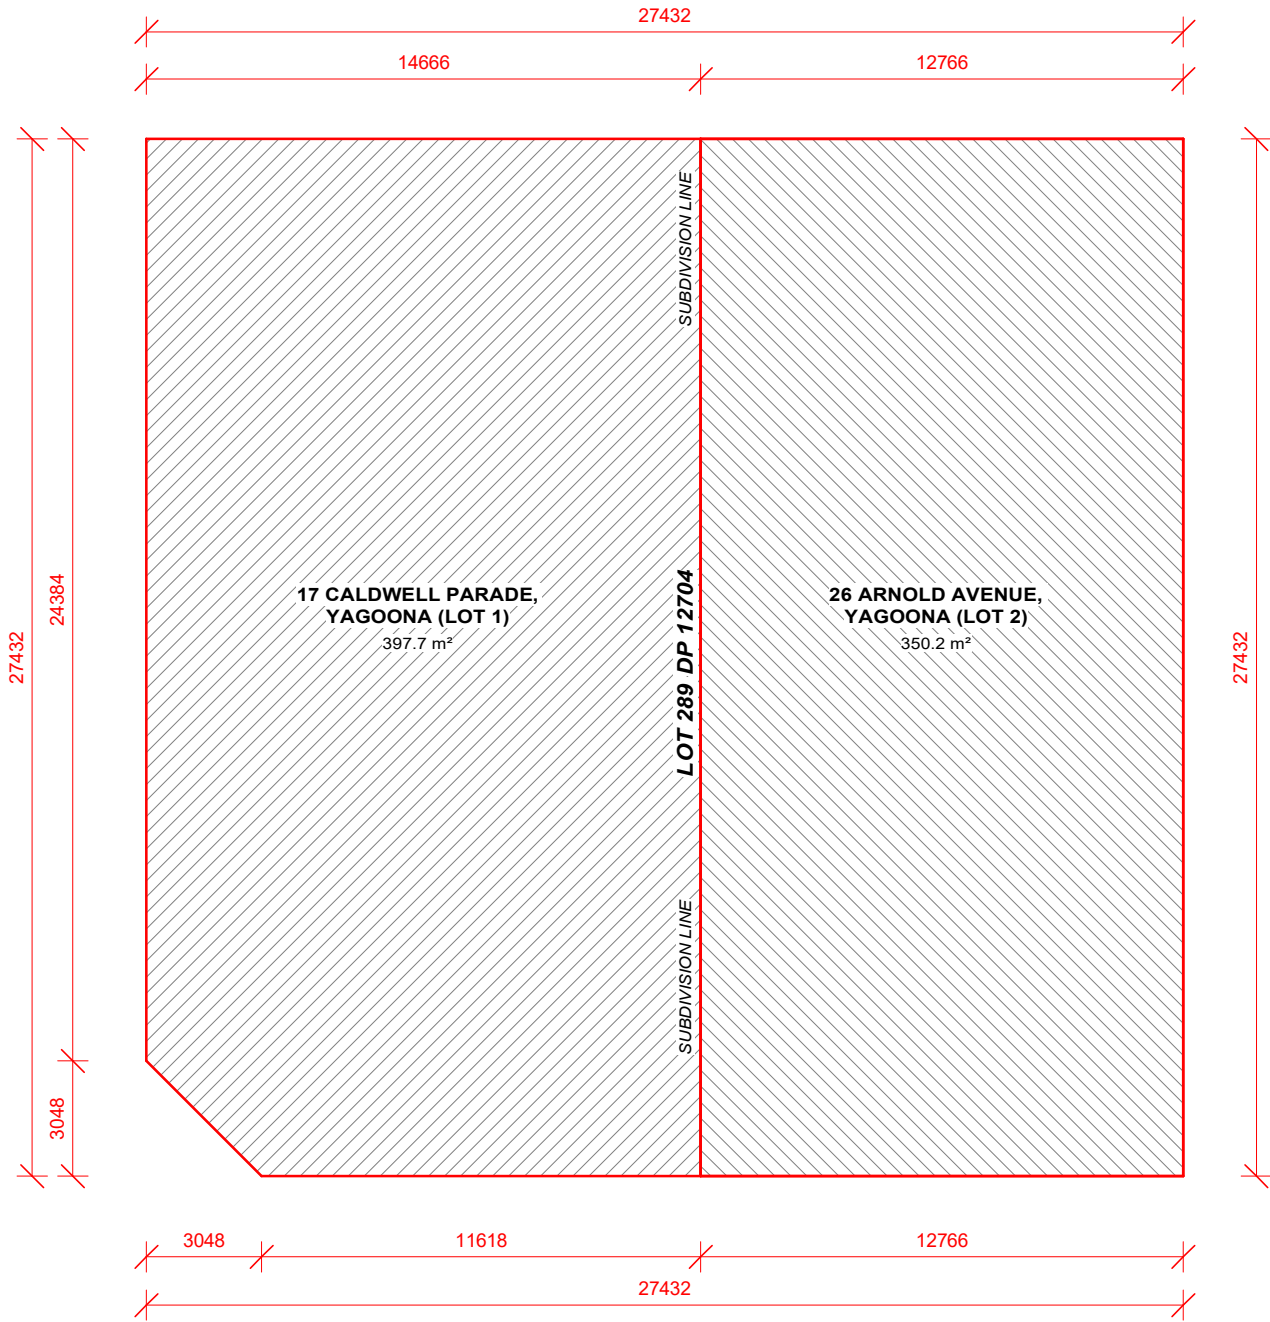 27432
14666
12766
SUBDIVISION LINE
24384
27432
17 CALDWELL PARADE,
YAGOONA (LOT 1)
397.7 m²
LOT 289 DP 12704
26 ARNOLD AVENUE,
YAGOONA (LOT 2)
350.2 m²
27432
SUBDIVISION LINE
3048
3048
11618
12766
27432